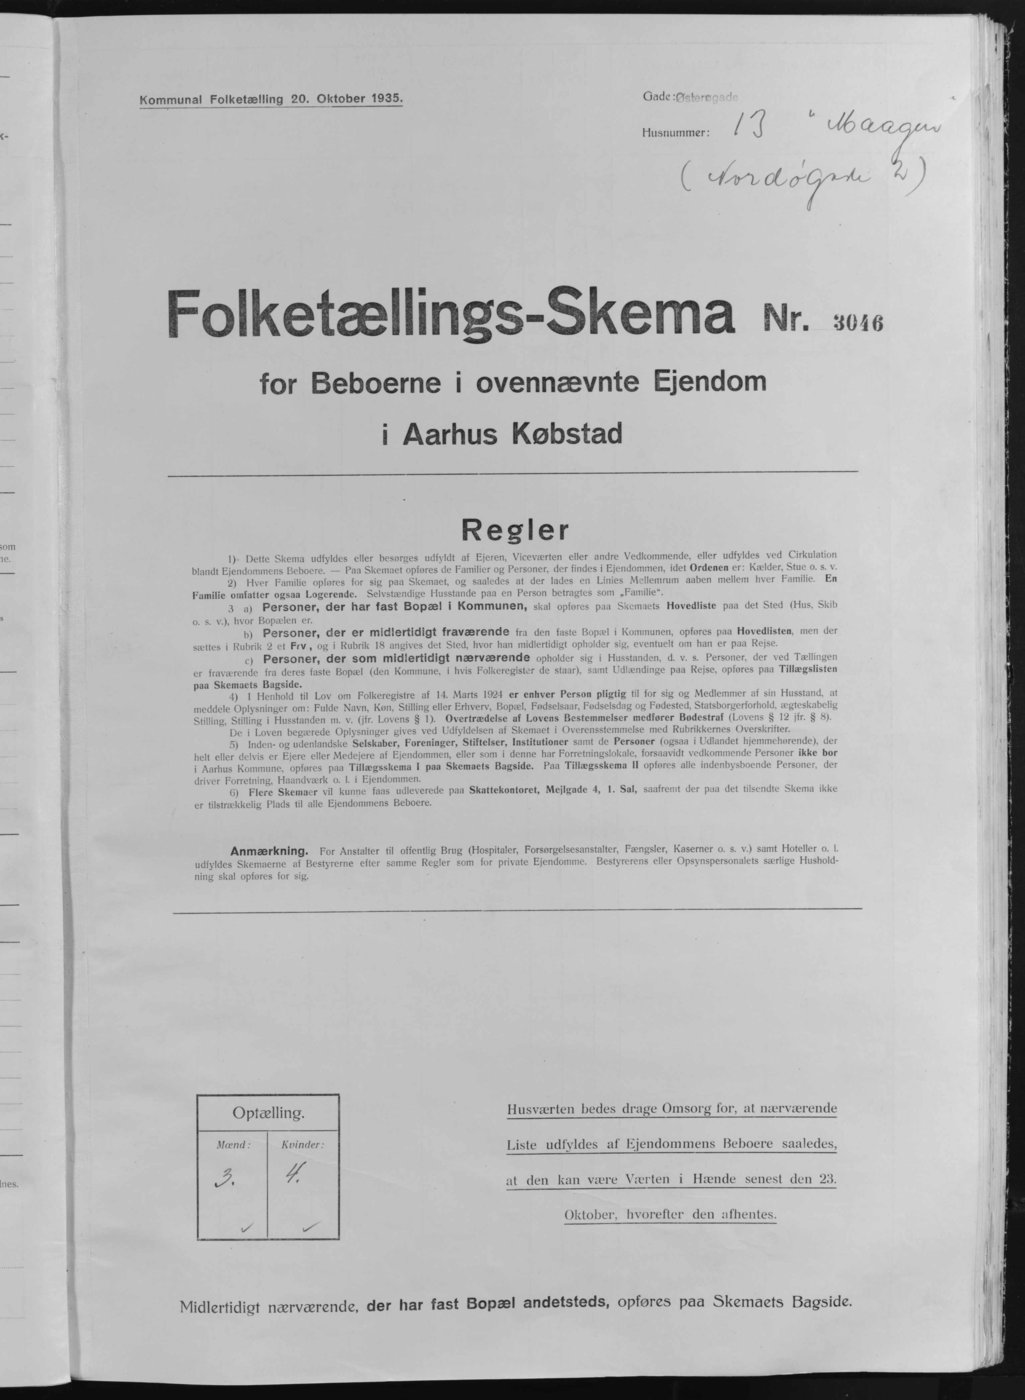 Kommunal Folketælling 20. Oktober 1935.
Gade: Østerøgade
Husnummer: 13 "Maagen
(Nordøgade 2)
Folketællings-Skema Nr. 3046
for Beboerne i ovennævnte Ejendom
i Aarhus Købstad
Regler
1) Dette Skema udfyldes eller besørges udfyldt af Ejeren, Viceværten eller andre Vedkommende, eller udfyldes ved Cirkulation
blandt Ejendommens Beboere. — Paa Skemaet opføres de Familier og Personer, der findes i Ejendommen, idet Ordenen er: Kælder, Stue o. s. v.
2) Hver Familie opføres for sig paa Skemaet, og saaledes at der lades en Linies Mellemrum aaben mellem hver Familie. En
Familie omfatter ogsaa Logerende. Selvstændige Husstande paa en Person betragtes som „Familie".
3 a) Personer, der har fast Bopæl i Kommunen, skal opføres paa Skemaets Hovedliste paa det Sted (Hus, Skib
o. s. v.), hvor Bopælen er.
b) Personer, der er midlertidigt fraværende fra den faste Bopæl i Kommunen, opføres paa Hovedlisten, men der
sættes i Rubrik 2 et Frv, og i Rubrik 18 angives det Sted, hvor han midlertidigt opholder sig, eventuelt om han er paa Rejse.
c) Personer, der som midlertidigt nærværende opholder sig i Husstanden, d. v. s. Personer, der ved Tællingen
er fraværende fra deres faste Bopæl (den Kommune, i hvis Folkeregister de staar), samt Udlændinge paa Rejse, opføres paa Tillægslisten
paa Skemaets Bagside.
4) I Henhold til Lov om Folkeregistre af 14. Marts 1924 er enhver Person pligtig til for sig og Medlemmer af sin Husstand, at
meddele Oplysninger om: Fulde Navn, Køn, Stilling eller Erhverv, Bopæl, Fødselsaar, Fødselsdag og Fødested, Statsborgerforhold, ægteskabelig
Stilling, Stilling i Husstanden m. v. (jfr. Lovens § 1). Overtrædelse af Lovens Bestemmelser medfører Bødestraf (Lovens § 12 jfr. § 8).
De i Loven begærede Oplysninger gives ved Udfyldelsen af Skemaet i Overensstemmelse med Rubrikkernes Overskrifter.
5) Inden- og udenlandske Selskaber, Foreninger, Stiftelser, Institutioner samt de Personer (ogsaa i Udlandet hjemmehørende), der
helt eller delvis er Ejere eller Medejere af Ejendommen, eller som i denne har Forretningslokale, forsaavidt vedkommende Personer ikke bor
i Aarhus Kommune, opføres paa Tillægsskema I paa Skemaets Bagside. Paa Tillægsskema II opføres alle indenbysboende Personer, der
driver Forretning, Haandværk o. l. i Ejendommen.
6) Flere Skemaer vil kunne faas udleverede paa Skattekontoret, Mejlgade 4, 1. Sal, saafremt der paa det tilsendte Skema ikke
er tilstrækkelig Plads til alle Ejendommens Beboere.
Anmærkning. For Anstalter til offentlig Brug (Hospitaler, Forsørgelsesanstalter, Fængsler, Kaserner o. s. v.) samt Hoteller o. l.
udfyldes Skemaerne af Bestyrerne efter samme Regler som for private Ejendomme. Bestyrerens eller Opsynspersonalets særlige Hushold-
ning skal opføres for sig.
Optælling.
Mænd: Kvinder:
3. 4.
Husværten bedes drage Omsorg for, at nærværende
Liste udfyldes af Ejendommens Beboere saaledes,
at den kan være Værten i Hænde senest den 23.
Oktober, hvorefter den afhentes.
Midlertidigt nærværende, der har fast Bopæl andetsteds, opføres paa Skemaets Bagside.